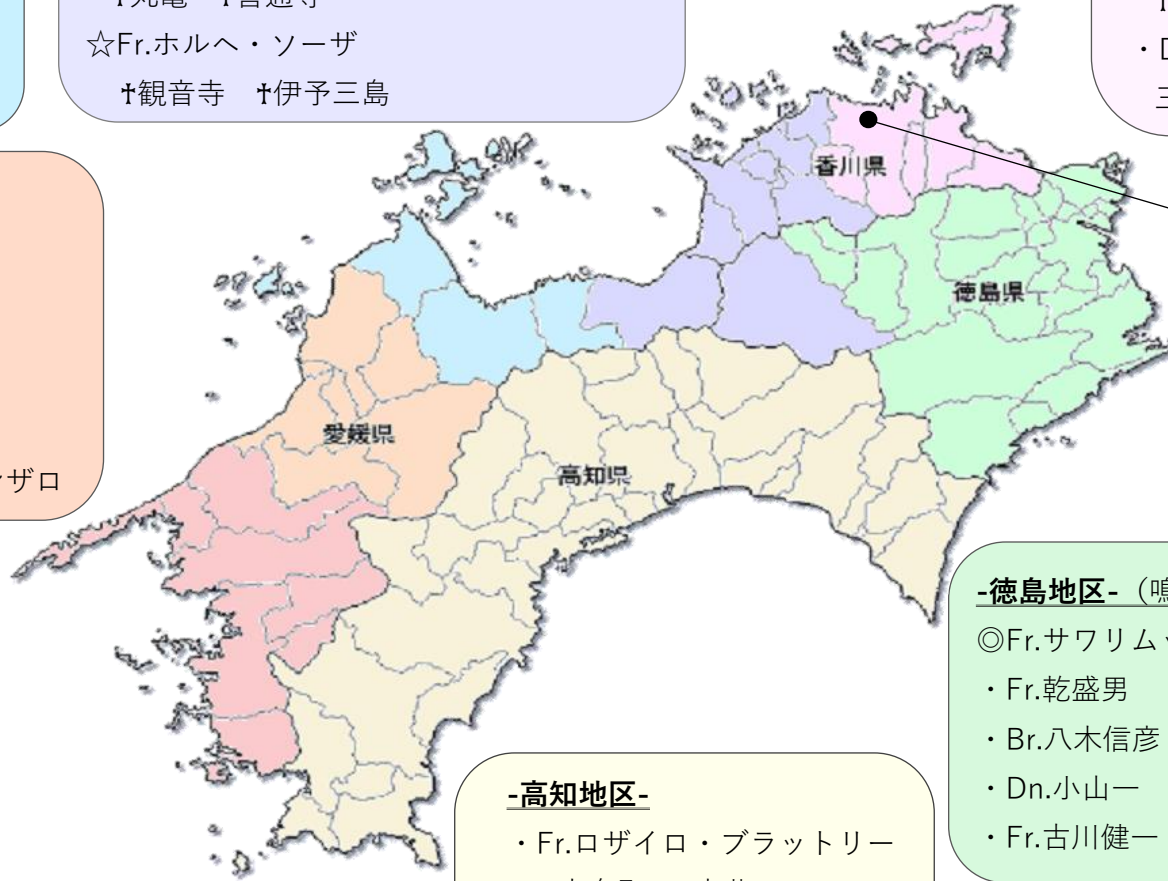 ☆Fr.ホルヘ・ソーザ
✝観音寺 ✝伊予三島
香川県
徳島県
愛媛県
高知県
ザロ
-徳島地区-（鳴
◎Fr.サワリム
・Fr.乾盛男
・Br.八木信彦
・Dn.小山一
・Fr.古川健一
-高知地区-
・Fr.ロザイロ・ブラットリー